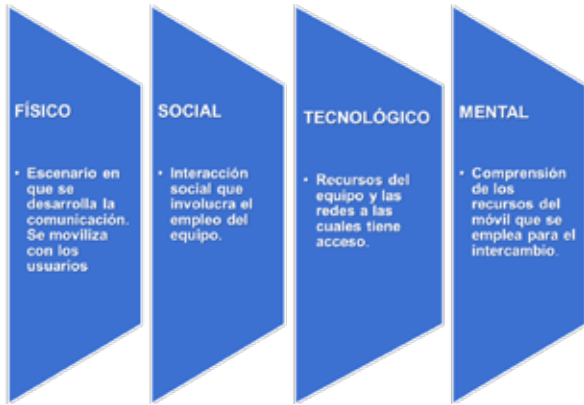 FÍSICO
• Escenario en
que se
desarrolla la
comunicación.
Se moviliza
con los
usuarios
SOCIAL
• Interacción
social que
involucra el
empleo del
equipo.
TECNOLÓGICO
• Recursos del
equipo y las
redes a las
cuales tiene
acceso.
MENTAL
• Comprensión
de los
recursos del
móvil que se
emplea para el
intercambio.